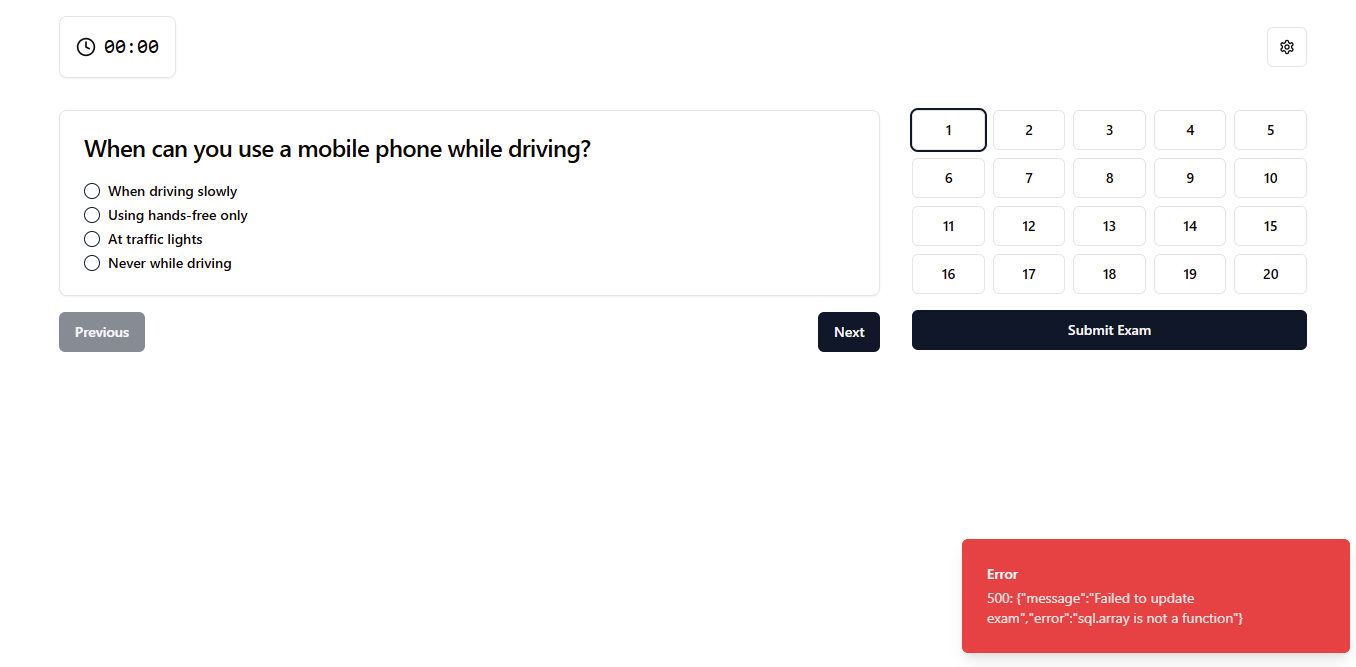 00:00
When can you use a mobile phone while driving?
When driving slowly
Using hands-free only
At traffic lights
Never while driving
Previous
Next
1 2 3 4 5
6 7 8 9 10
11 12 13 14 15
16 17 18 19 20
Submit Exam
Error
500: {"message":"Failed to update
exam","error":"sql.array is not a function"}